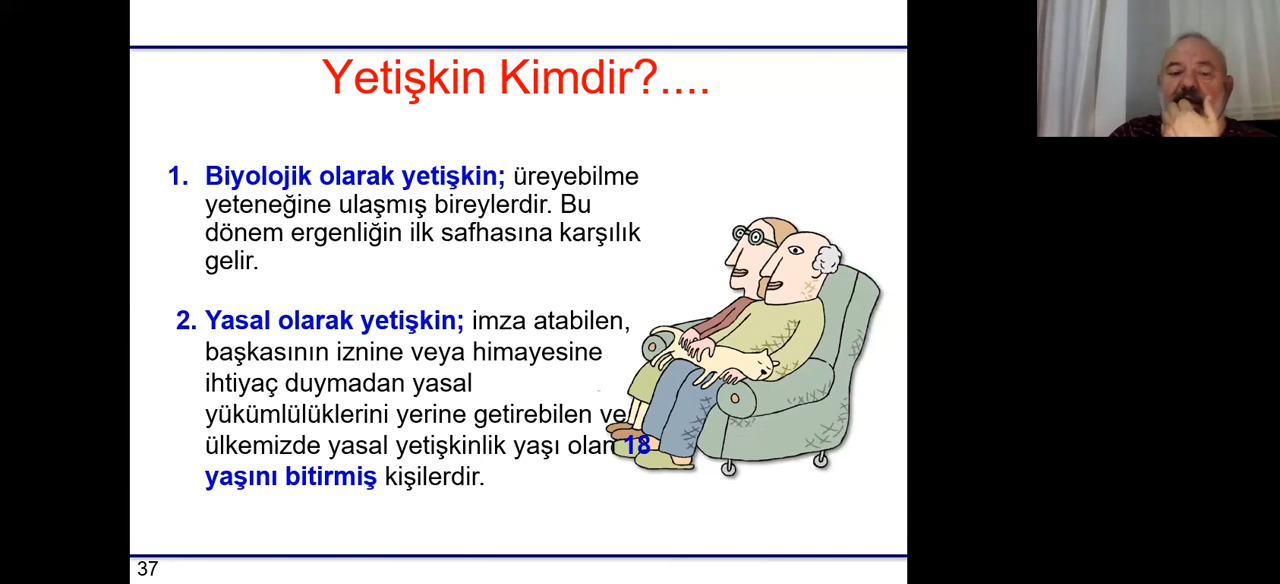 Yetişkin Kimdir?....
1. Biyolojik olarak yetişkin; üreyebilme
yeteneğine ulaşmış bireylerdir. Bu
dönem ergenliğin ilk safhasına karşılık
gelir.
2. Yasal olarak yetişkin; imza atabilen,
başkasının iznine veya himayesine
ihtiyaç duymadan yasal
yükümlülüklerini yerine getirebilen ve
ülkemizde yasal yetişkinlik yaşı olan 18
yaşını bitirmiş kişilerdir.
37